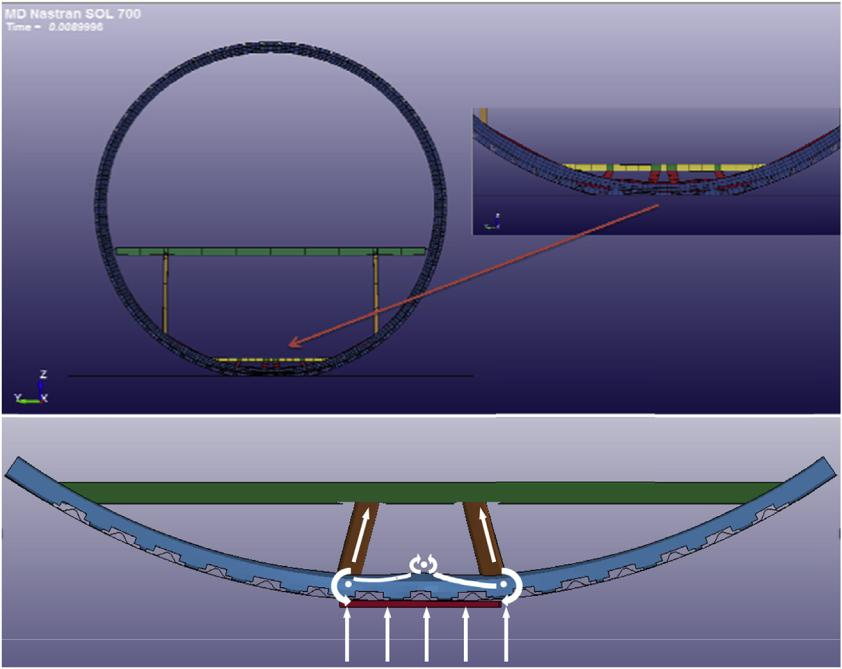 MD Nastran SOL 700
Time = 0.0089996
Z
Y X